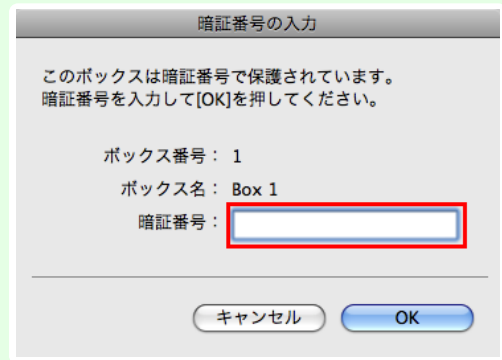 暗証番号の入力
このボックスは暗証番号で保護されています。
暗証番号を入力して[OK]を押してください。
ボックス番号： 1
ボックス名： Box 1
暗証番号：
キャンセル OK